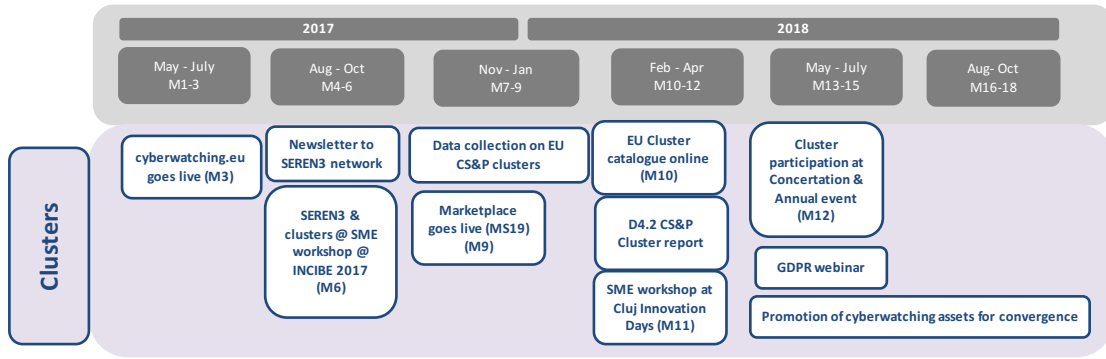 2017
2018
May - July
M1-3
Aug - Oct
M4-6
Nov - Jan
M7-9
Feb - Apr
M10-12
May - July
M13-15
Aug- Oct
M16-18
Clusters
cyberwatching.eu
goes live (M3)
Newsletter to
SEREN3 network
SEREN3 &
clusters @ SME
workshop @
INCIBE 2017
(M6)
Data collection on EU
CS&P clusters
Marketplace
goes live (MS19)
(M9)
EU Cluster
catalogue online
(M10)
D4.2 CS&P
Cluster report
SME workshop at
Cluj Innovation
Days (M11)
Cluster
participation at
Concertation &
Annual event
(M12)
GDPR webinar
Promotion of cyberwatching assets for convergence